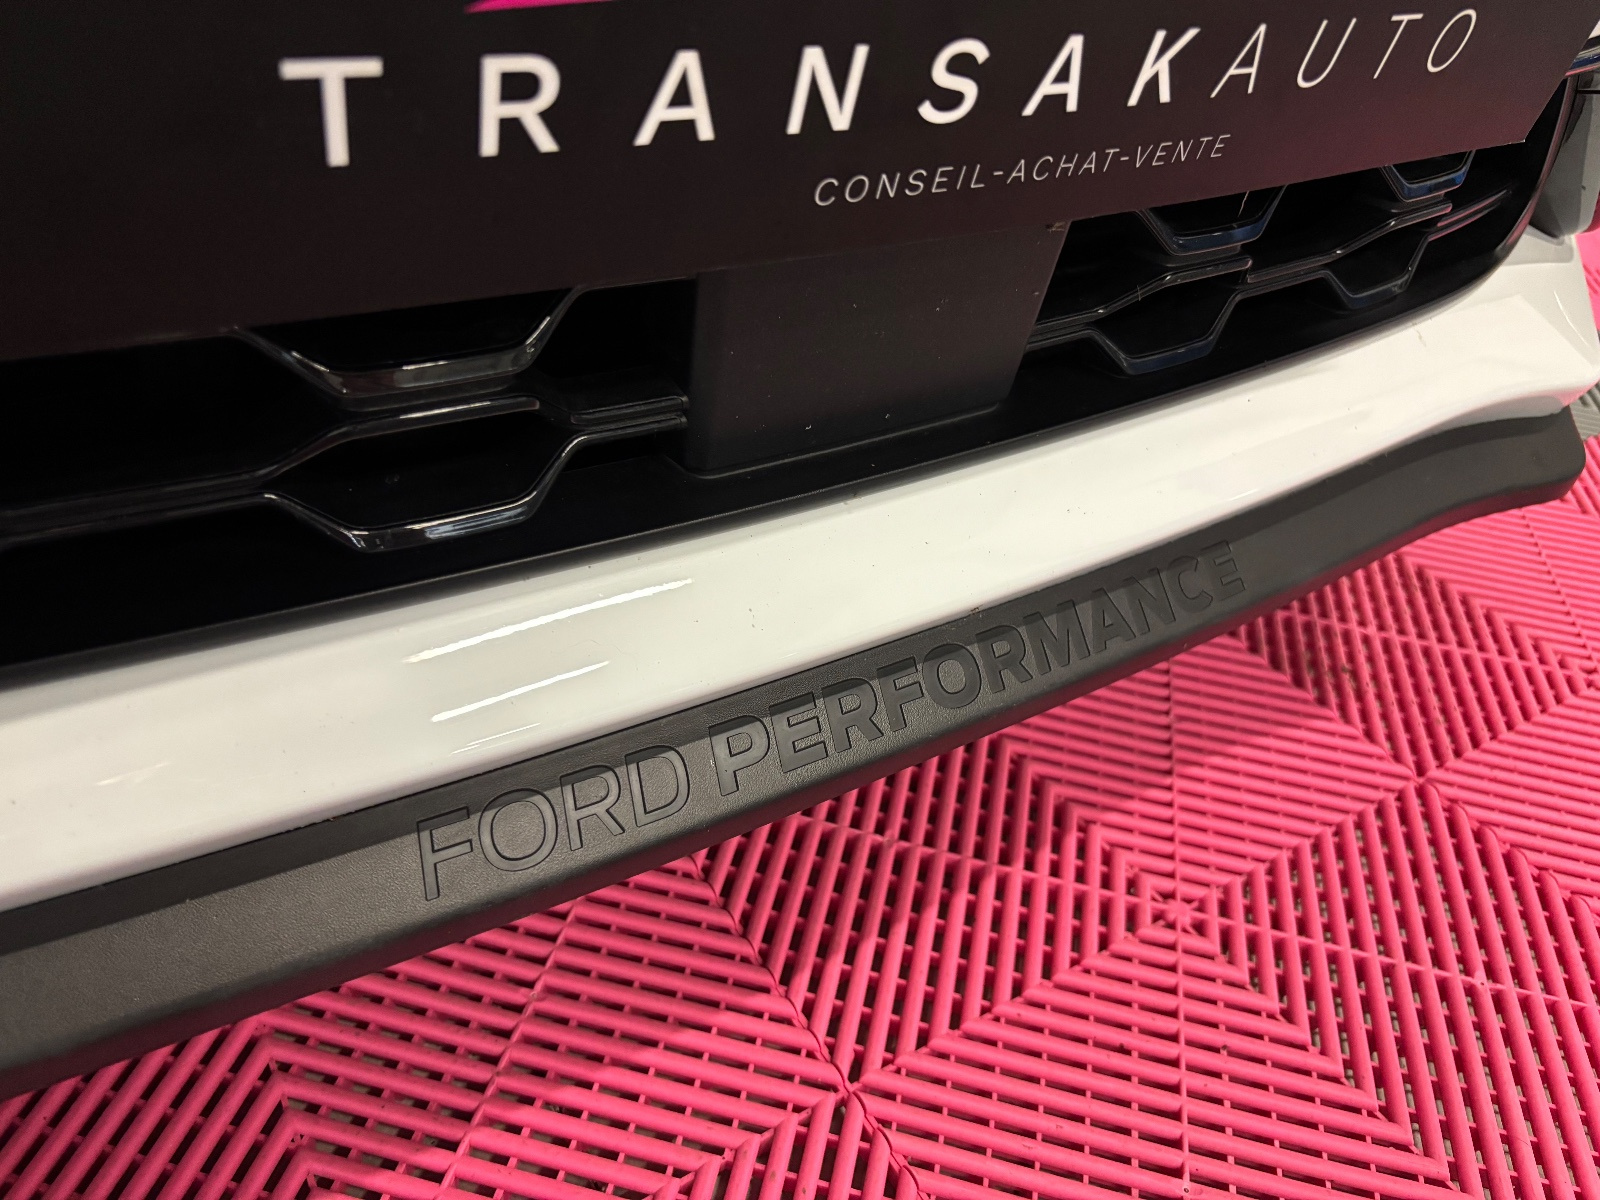 TRANSAKAUTO
CONSEIL-ACHAT-VENTE
FORD PERFORMANCE